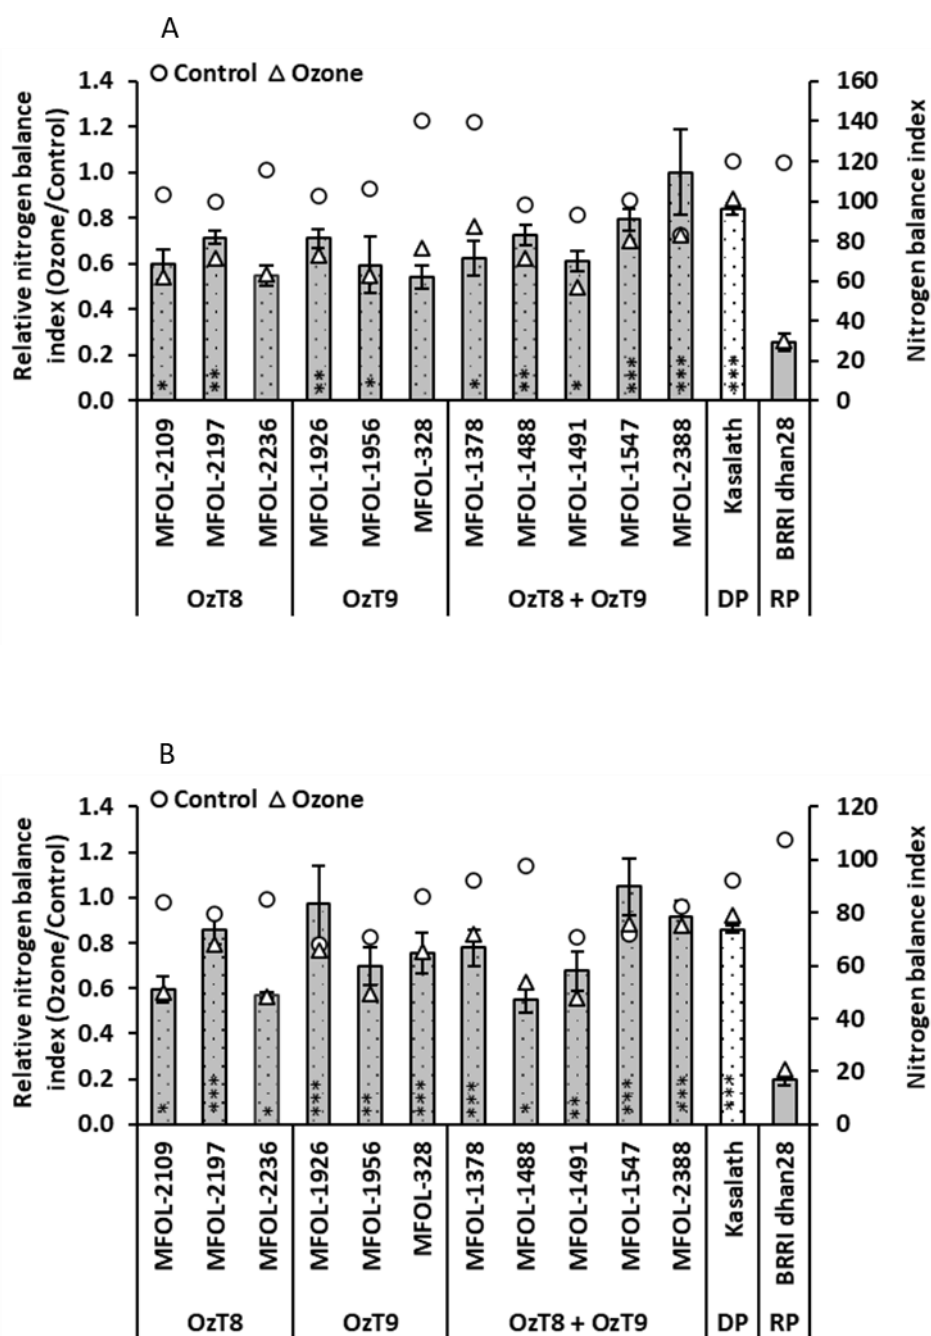 A
○ Control △ Ozone
Relative nitrogen balance
index (Ozone/Control)
1.4
1.2
1.0
0.8
0.6
0.4
0.2
0.0
160
140
120
100
80
60
40
20
0
Nitrogen balance index
* ** ** * * ** * *** *** ***
MFOL-2109
MFOL-2197
MFOL-2236
MFOL-1926
MFOL-1956
MFOL-328
MFOL-1378
MFOL-1488
MFOL-1491
MFOL-1547
MFOL-2388
Kasalath
BRRI dhan28
OzT8 OzT9 OzT8 + OzT9 DP RP
B
○ Control △ Ozone
Relative nitrogen balance
index (Ozone/Control)
1.4
1.2
1.0
0.8
0.6
0.4
0.2
0.0
120
100
80
60
40
20
0
Nitrogen balance index
* *** * *** ** *** *** * ** *** *** ***
MFOL-2109
MFOL-2197
MFOL-2236
MFOL-1926
MFOL-1956
MFOL-328
MFOL-1378
MFOL-1488
MFOL-1491
MFOL-1547
MFOL-2388
Kasalath
BRRI dhan28
OzT8 OzT9 OzT8 + OzT9 DP RP